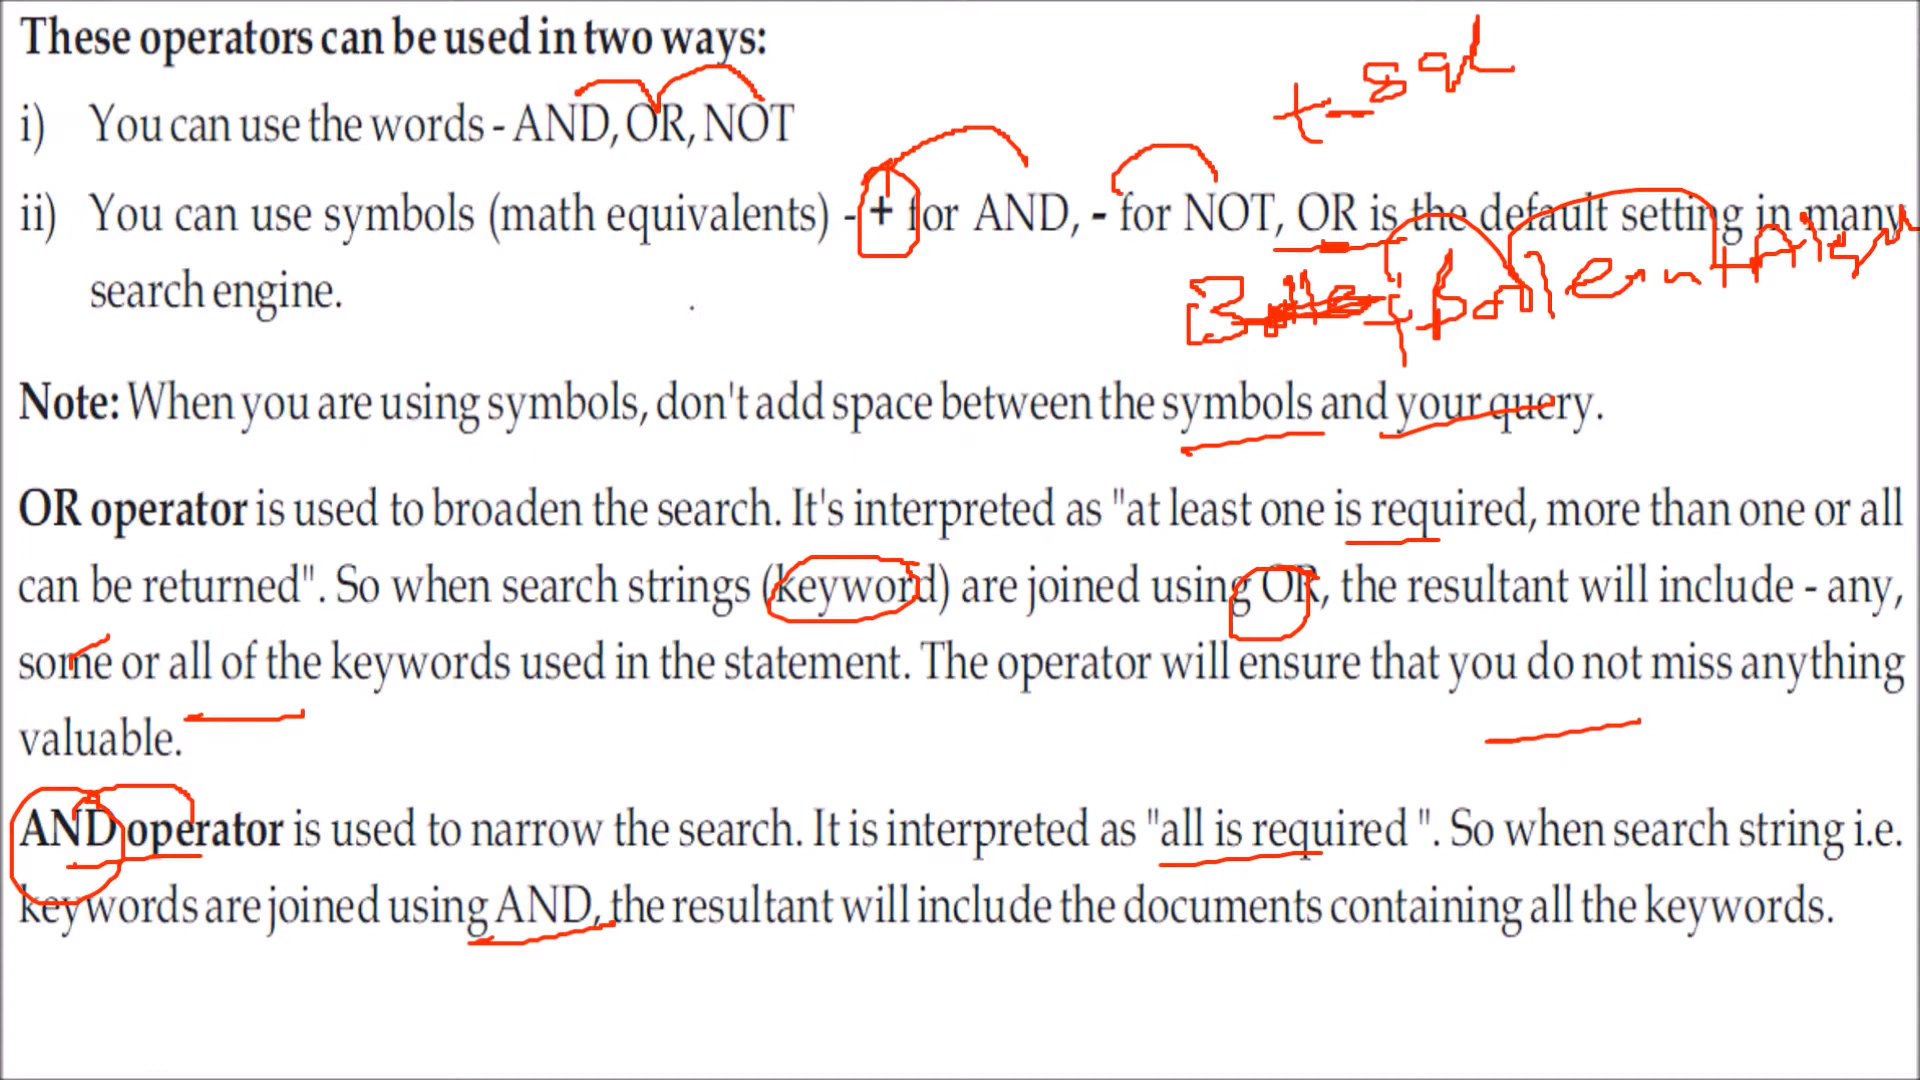 These operators can be used in two ways:
i) You can use the words - AND, OR, NOT
ii) You can use symbols (math equivalents) - + for AND, - for NOT, OR is the default setting in many
search engine.
Note: When you are using symbols, don't add space between the symbols and your query.
OR operator is used to broaden the search. It's interpreted as "at least one is required, more than one or all
can be returned". So when search strings (keyword) are joined using OR, the resultant will include - any,
some or all of the keywords used in the statement. The operator will ensure that you do not miss anything
valuable.
AND operator is used to narrow the search. It is interpreted as "all is required ". So when search string i.e.
keywords are joined using AND, the resultant will include the documents containing all the keywords.